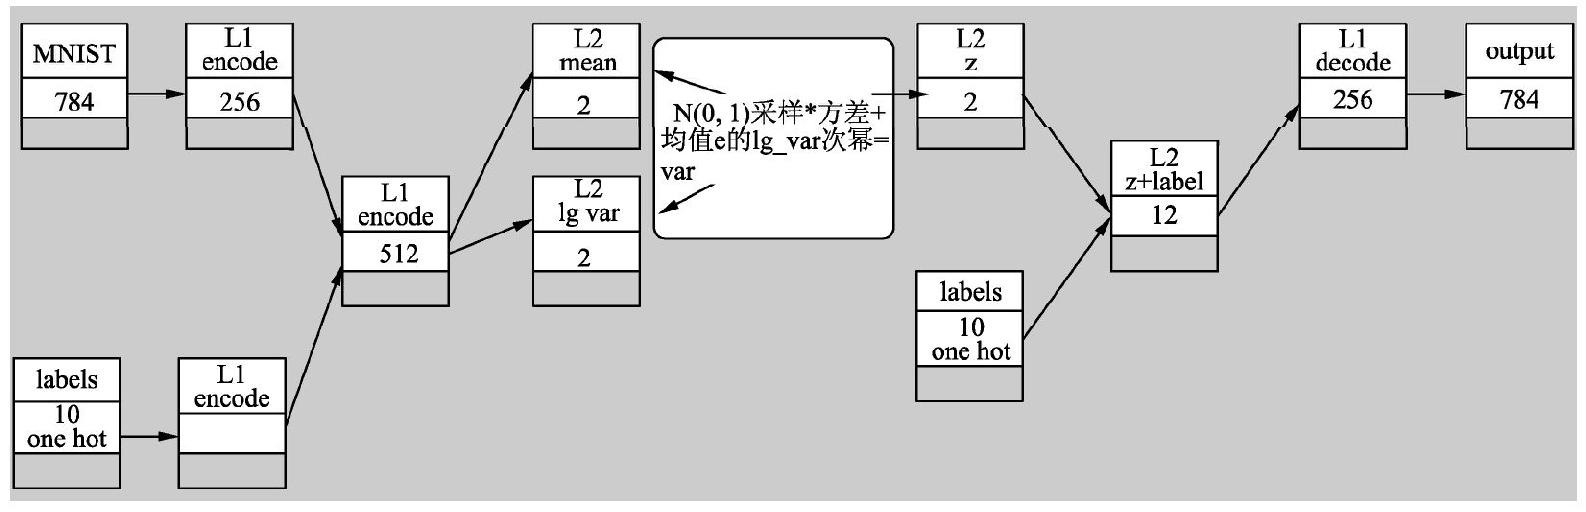 MNIST
784
L1
encode
256
L1
encode
512
labels
10
one hot
L1
encode
L2
mean
2
L2
lg var
2
N(0, 1)采样*方差+
均值e的lg_var次幂=
var
L2
z
2
labels
10
one hot
L2
z+label
12
L1
decode
256
output
784